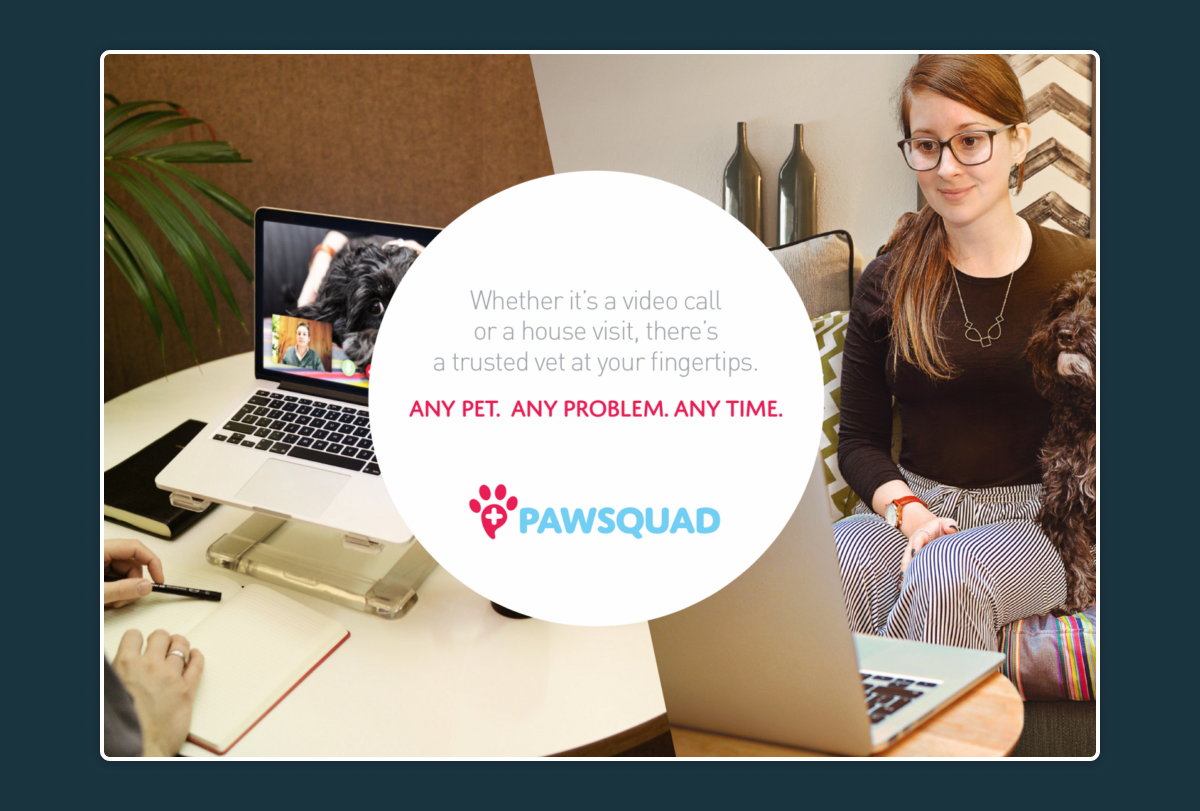 Whether it's a video call
or a house visit, there's
a trusted vet at your fingertips.
ANY PET. ANY PROBLEM. ANY TIME.
PAWSQUAD